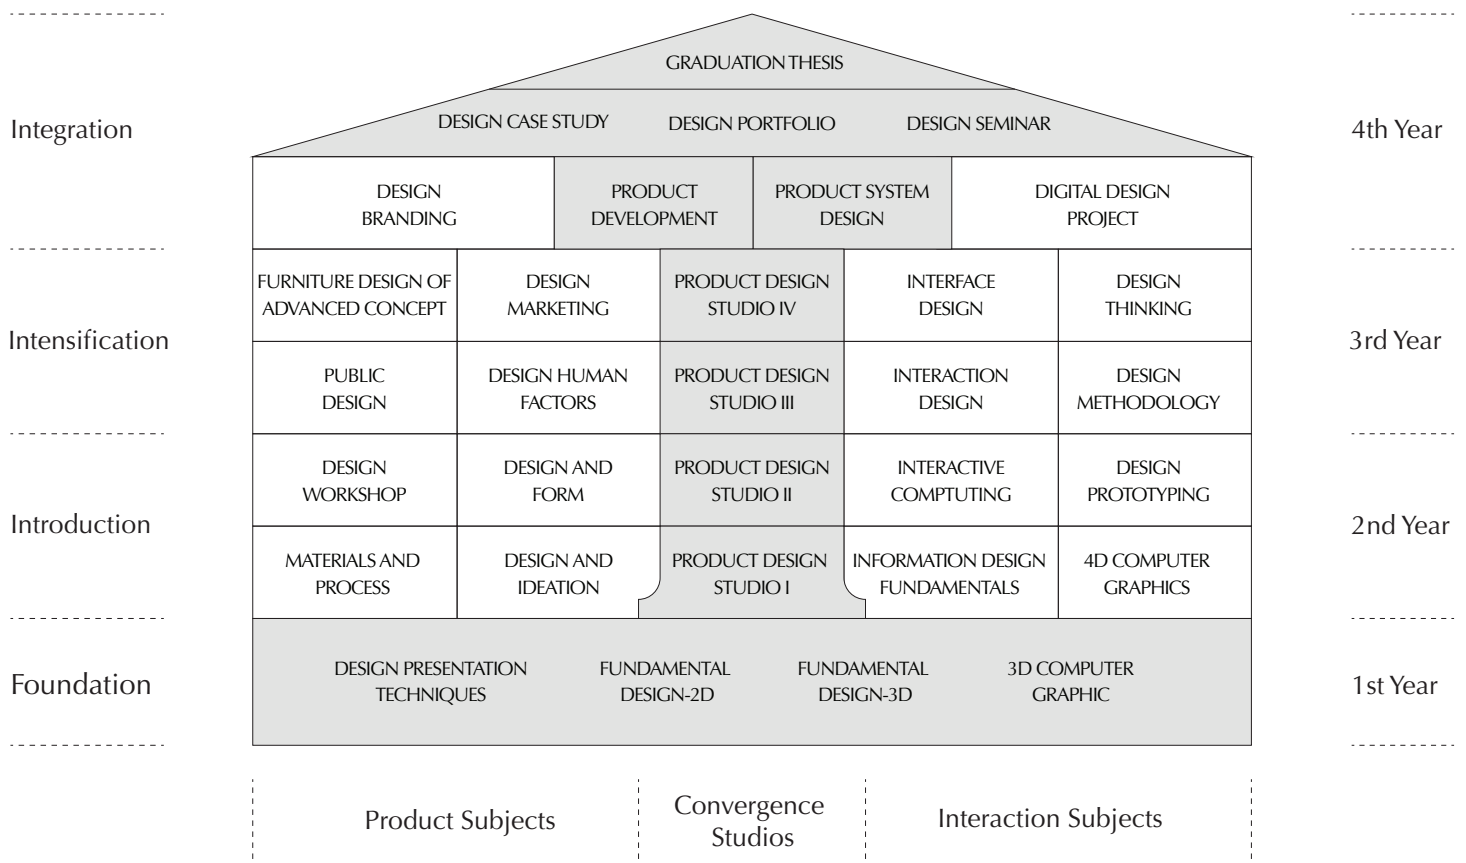 GRADUATION THESIS
Integration
DESIGN CASE STUDY
DESIGN PORTFOLIO
DESIGN SEMINAR
4th Year
DESIGN
BRANDING
PRODUCT
DEVELOPMENT
PRODUCT SYSTEM
DESIGN
DIGITAL DESIGN
PROJECT
Intensification
FURNITURE DESIGN OF
ADVANCED CONCEPT
DESIGN
MARKETING
PRODUCT DESIGN
STUDIO IV
INTERFACE
DESIGN
DESIGN
THINKING
3rd Year
PUBLIC
DESIGN
DESIGN HUMAN
FACTORS
PRODUCT DESIGN
STUDIO III
INTERACTION
DESIGN
DESIGN
METHODOLOGY
Introduction
DESIGN
WORKSHOP
DESIGN AND
FORM
PRODUCT DESIGN
STUDIO II
INTERACTIVE
COMPTUTING
DESIGN
PROTOTYPING
2nd Year
MATERIALS AND
PROCESS
DESIGN AND
IDEATION
PRODUCT DESIGN
STUDIO I
INFORMATION DESIGN
FUNDAMENTALS
4D COMPUTER
GRAPHICS
Foundation
DESIGN PRESENTATION
TECHNIQUES
FUNDAMENTAL
DESIGN-2D
FUNDAMENTAL
DESIGN-3D
3D COMPUTER
GRAPHIC
1st Year
Product Subjects
Convergence
Studios
Interaction Subjects